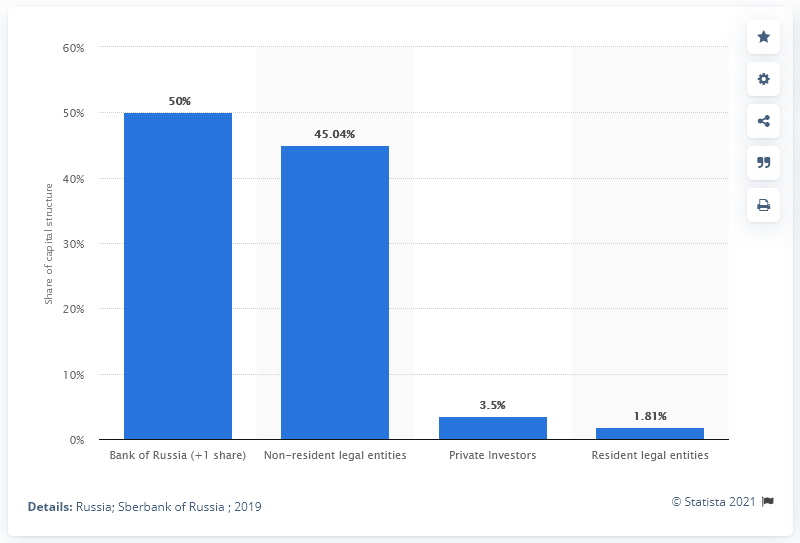 60%
50%
40%
30%
20%
10%
0%
Share of capital structure
50%
45.04%
3.5%
1.81%
Bank of Russia (+1 share)
Non-resident legal entities
Private Investors
Resident legal entities
Details: Russia; Sberbank of Russia ; 2019
© Statista 2021